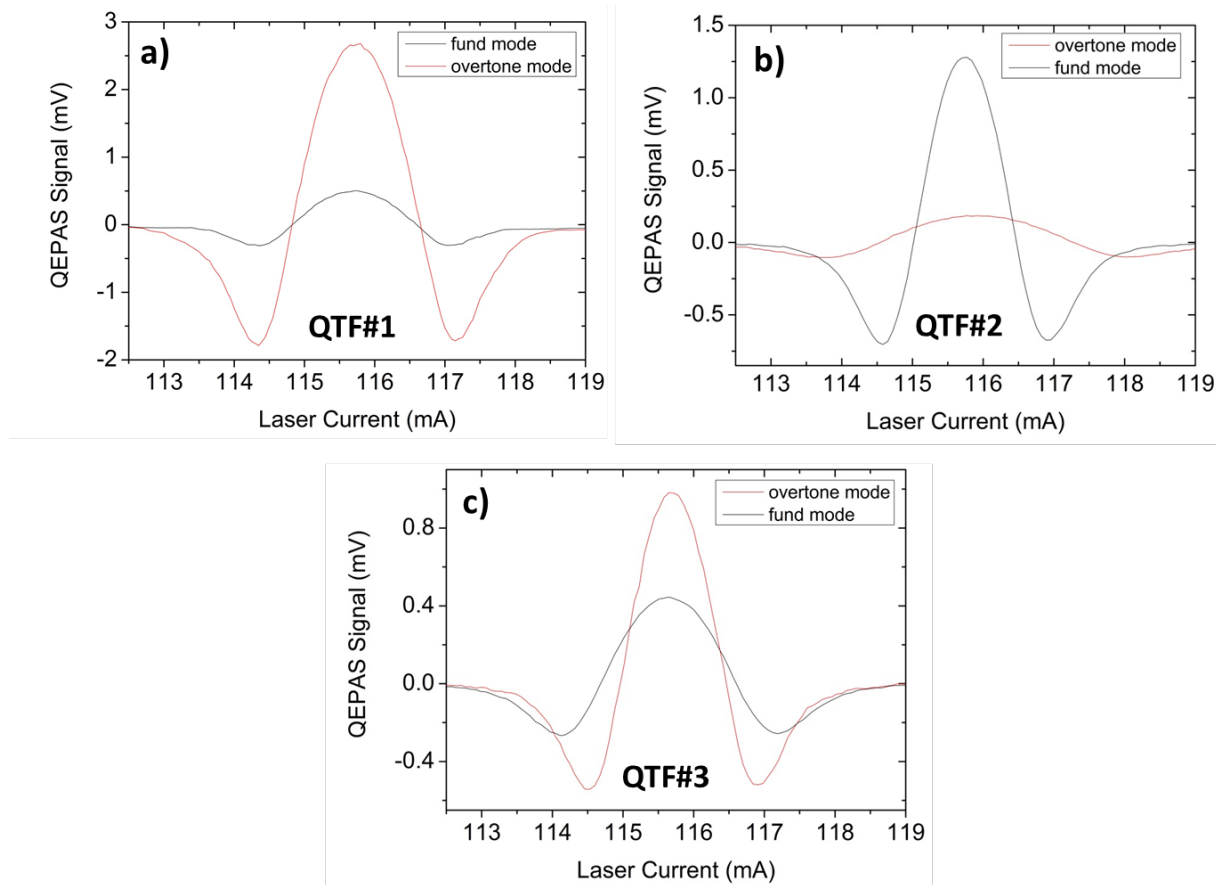 a)
fund mode
overtone mode
QEPAS Signal (mV)
3
2
1
0
-1
-2
QTF#1
113 114 115 116 117 118 119
Laser Current (mA)
b)
overtone mode
fund mode
QEPAS Signal (mV)
1.5
1.0
0.5
0.0
-0.5
QTF#2
113 114 115 116 117 118 119
Laser Current (mA)
c)
overtone mode
fund mode
QEPAS Signal (mV)
0.8
0.4
0.0
-0.4
QTF#3
113 114 115 116 117 118 119
Laser Current (mA)